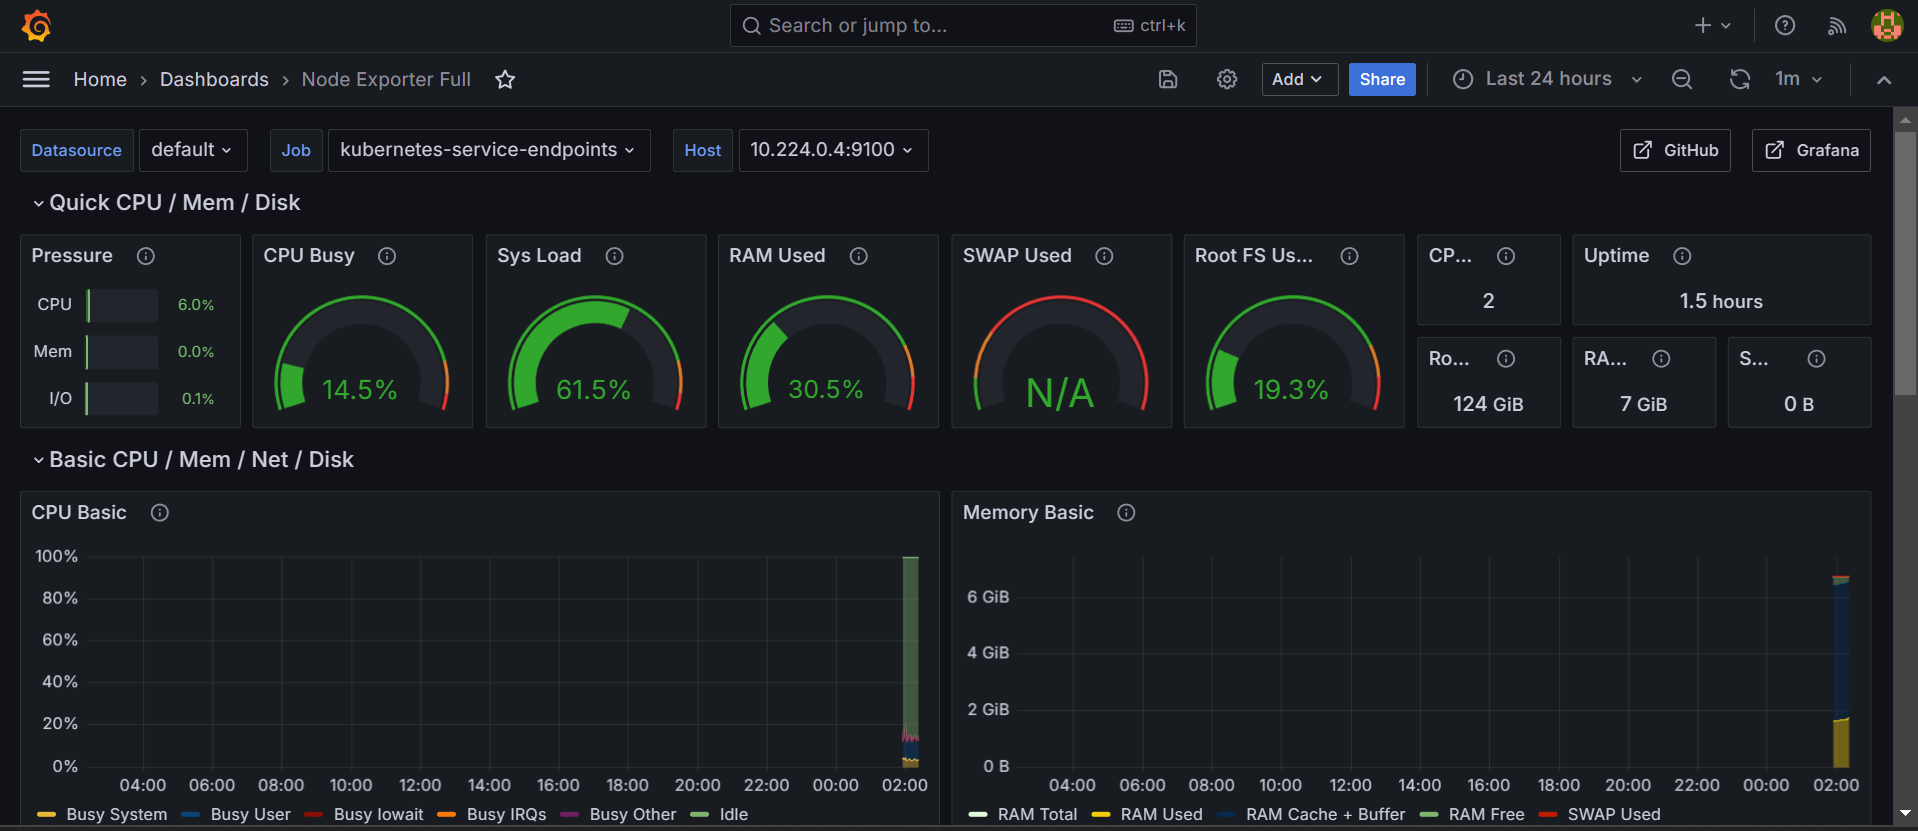 Search or jump to... ctrl+k
Home › Dashboards › Node Exporter Full Add Share Last 24 hours 1m
Datasource default Job kubernetes-service-endpoints Host 10.224.0.4:9100 GitHub Grafana
Quick CPU / Mem / Disk
Pressure CPU Busy Sys Load RAM Used SWAP Used Root FS Us... CP... Uptime
CPU 6.0%
Mem 0.0%
I/O 0.1%
14.5%
61.5%
30.5%
N/A
19.3%
2
1.5 hours
Ro... RA... S...
124 GiB 7 GiB 0 B
Basic CPU / Mem / Net / Disk
CPU Basic
100%
80%
60%
40%
20%
0%
04:00 06:00 08:00 10:00 12:00 14:00 16:00 18:00 20:00 22:00 00:00 02:00
Busy System Busy User Busy Iowait Busy IRQs Busy Other Idle
Memory Basic
6 GiB
4 GiB
2 GiB
0 B
04:00 06:00 08:00 10:00 12:00 14:00 16:00 18:00 20:00 22:00 00:00 02:00
RAM Total RAM Used RAM Cache + Buffer RAM Free SWAP Used